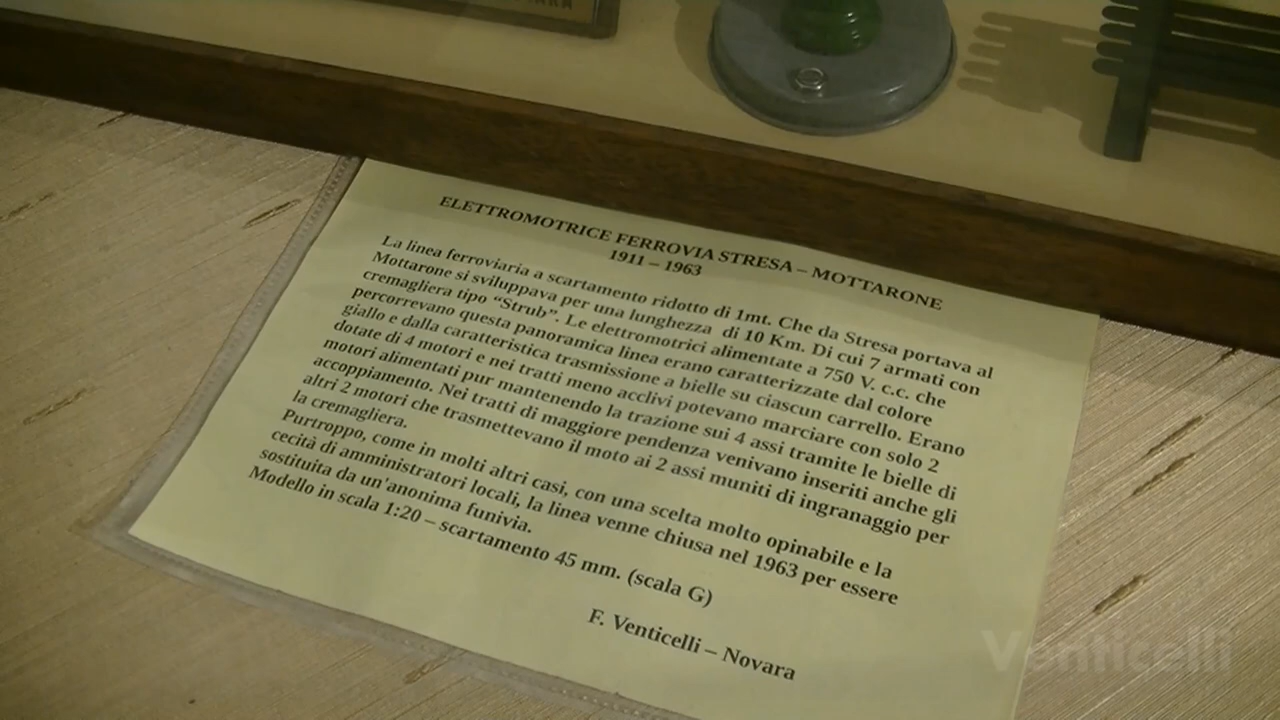 ELETTROMOTRICE FERROVIA STRESA – MOTTARONE
1911 – 1963
La linea ferroviaria a scartamento ridotto di 1mt. Che da Stresa portava al
Mottarone si sviluppava per una lunghezza di 10 Km. Di cui 7 armati con
cremagliera tipo “Strub”. Le elettromotrici alimentate a 750 V. c.c. che
percorrevano questa panoramica linea erano caratterizzate dal colore
giallo e dalla caratteristica trasmissione a bielle su ciascun carrello. Erano
dotate di 4 motori e nei tratti meno acclivi potevano marciare con solo 2
motori alimentati pur mantenendo la trazione sui 4 assi tramite le bielle di
accoppiamento. Nei tratti di maggiore pendenza venivano inseriti anche gli
altri 2 motori che trasmettevano il moto ai 2 assi muniti di ingranaggio per
la cremagliera.
Purtroppo, come in molti altri casi, con una scelta molto opinabile e la
cecità di amministratori locali, la linea venne chiusa nel 1963 per essere
sostituita da un'anonima funivia.
Modello in scala 1:20 – scartamento 45 mm. (scala G)
F. Venticelli – Novara
Venticelli